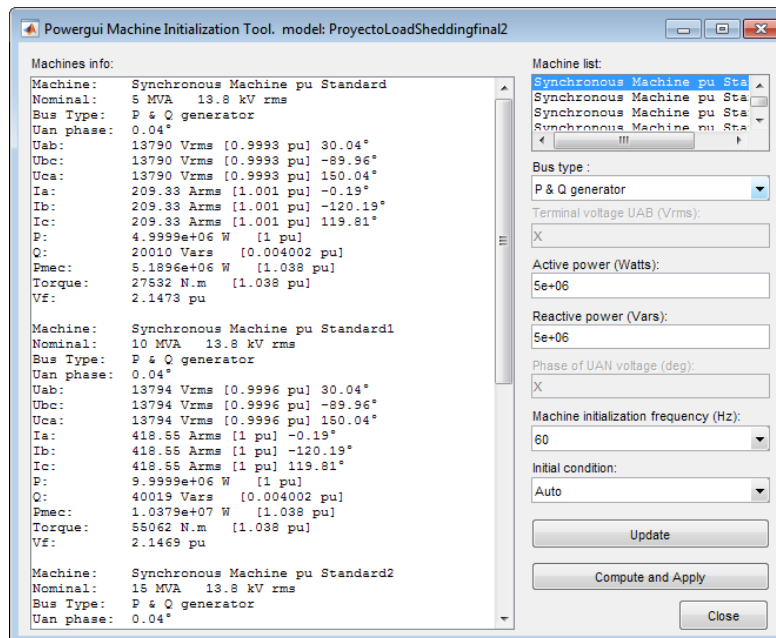 Powergui Machine Initialization Tool. model: ProyectoLoadSheddingfinal2
Machines info:
Machine: Synchronous Machine pu Standard
Nominal: 5 MVA 13.8 kV rms
Bus Type: P & Q generator
Uan phase: 0.04°
Uab: 13790 Vrms [0.9993 pu] 30.04°
Ubc: 13790 Vrms [0.9993 pu] -89.96°
Uca: 13790 Vrms [0.9993 pu] 150.04°
Ia: 209.33 Arms [1.001 pu] -0.19°
Ib: 209.33 Arms [1.001 pu] -120.19°
Ic: 209.33 Arms [1.001 pu] 119.81°
P: 4.9999e+06 W [1 pu]
Q: 20010 Vars [0.004002 pu]
Pmec: 5.1896e+06 W [1.038 pu]
Torque: 27532 N.m [1.038 pu]
Vf: 2.1473 pu
Machine: Synchronous Machine pu Standard1
Nominal: 10 MVA 13.8 kV rms
Bus Type: P & Q generator
Uan phase: 0.04°
Uab: 13794 Vrms [0.9996 pu] 30.04°
Ubc: 13794 Vrms [0.9996 pu] -89.96°
Uca: 13794 Vrms [0.9996 pu] 150.04°
Ia: 418.55 Arms [1 pu] -0.19°
Ib: 418.55 Arms [1 pu] -120.19°
Ic: 418.55 Arms [1 pu] 119.81°
P: 9.9999e+06 W [1 pu]
Q: 40019 Vars [0.004002 pu]
Pmec: 1.0379e+07 W [1.038 pu]
Torque: 55062 N.m [1.038 pu]
Vf: 2.1469 pu
Machine: Synchronous Machine pu Standard2
Nominal: 15 MVA 13.8 kV rms
Bus Type: P & Q generator
Uan phase: 0.04°
Machine list:
Synchronous Machine pu Sta
Synchronous Machine pu Sta
Synchronous Machine pu Sta
Synchronous Machine pu Sta
Bus type :
P & Q generator
Terminal voltage UAB (Vrms):
X
Active power (Watts):
5e+06
Reactive power (Vars):
5e+06
Phase of UAN voltage (deg):
X
Machine initialization frequency (Hz):
60
Initial condition:
Auto
Update
Compute and Apply
Close